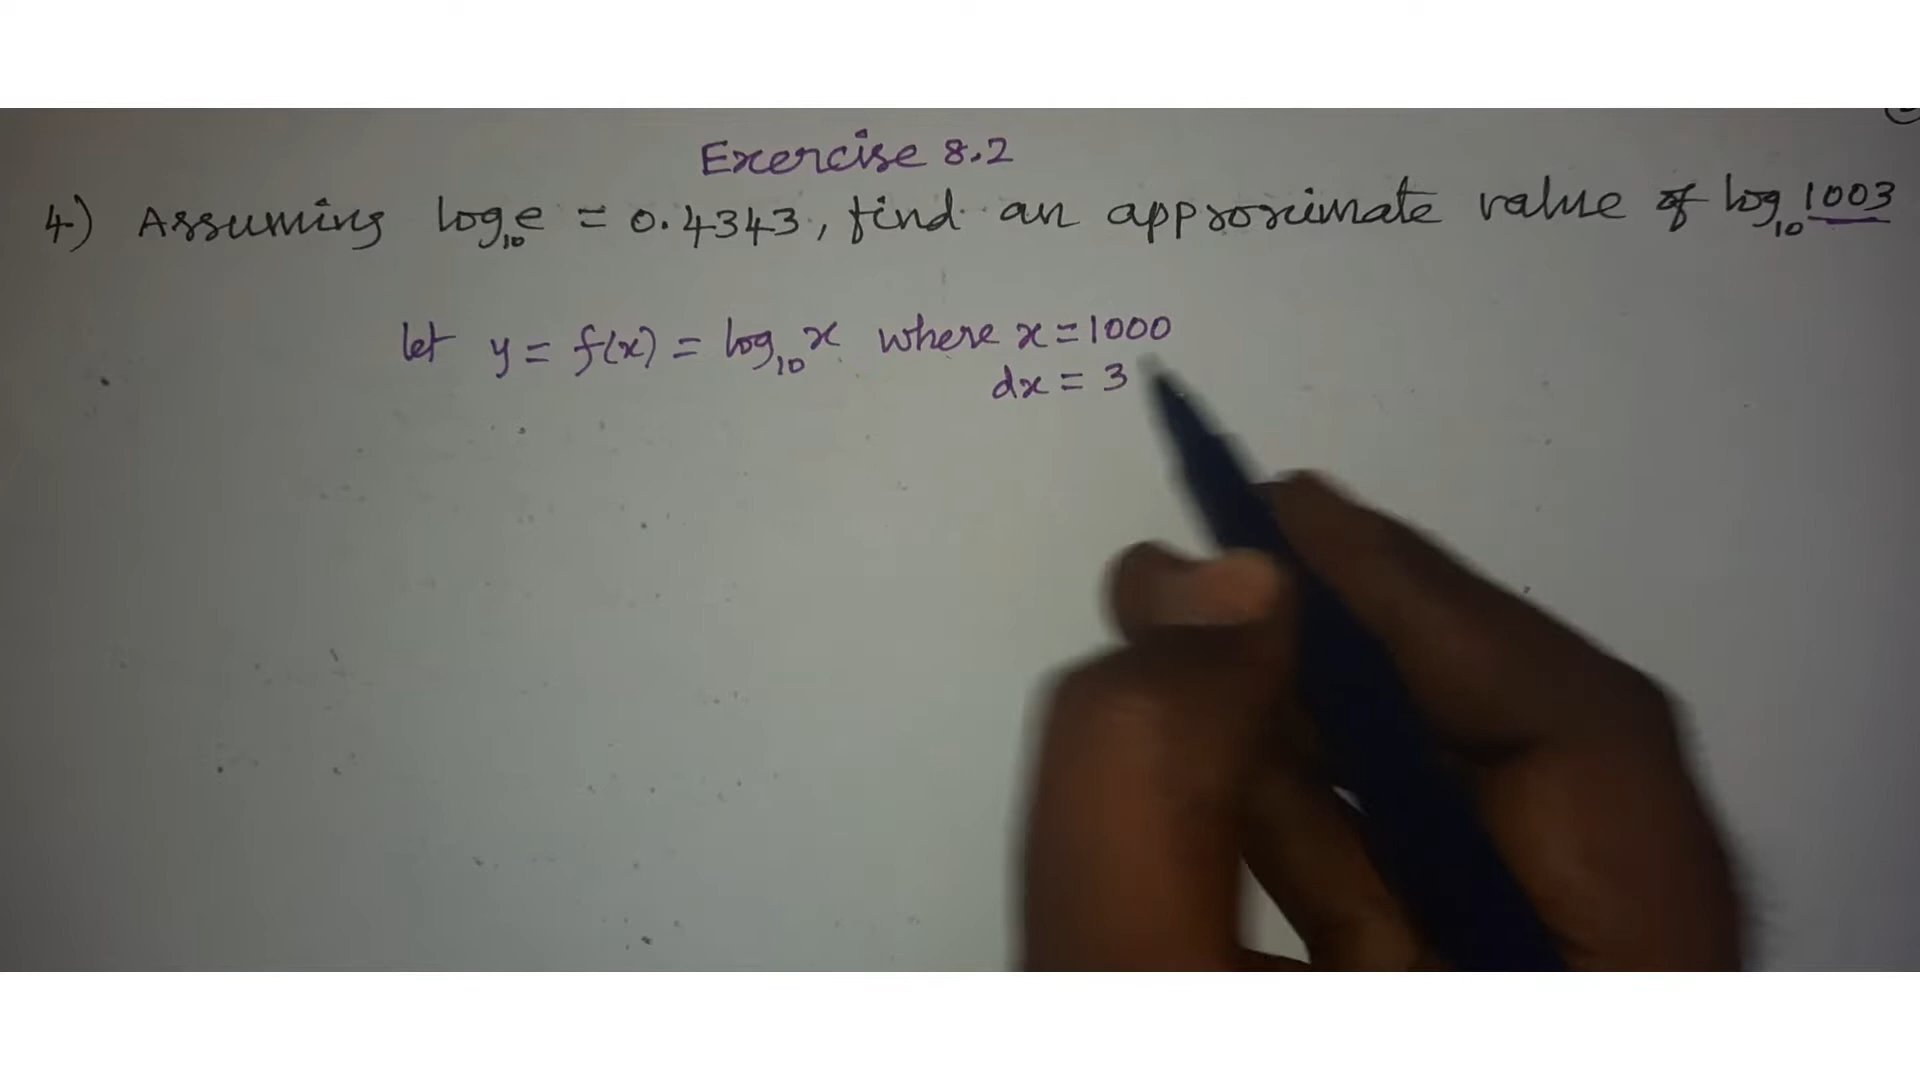 Exercise 8.2
4) Assuming log₁₀e = 0.4343, find an approximate value of log₁₀1003
let y = f(x) = log₁₀x where x = 1000
dx = 3